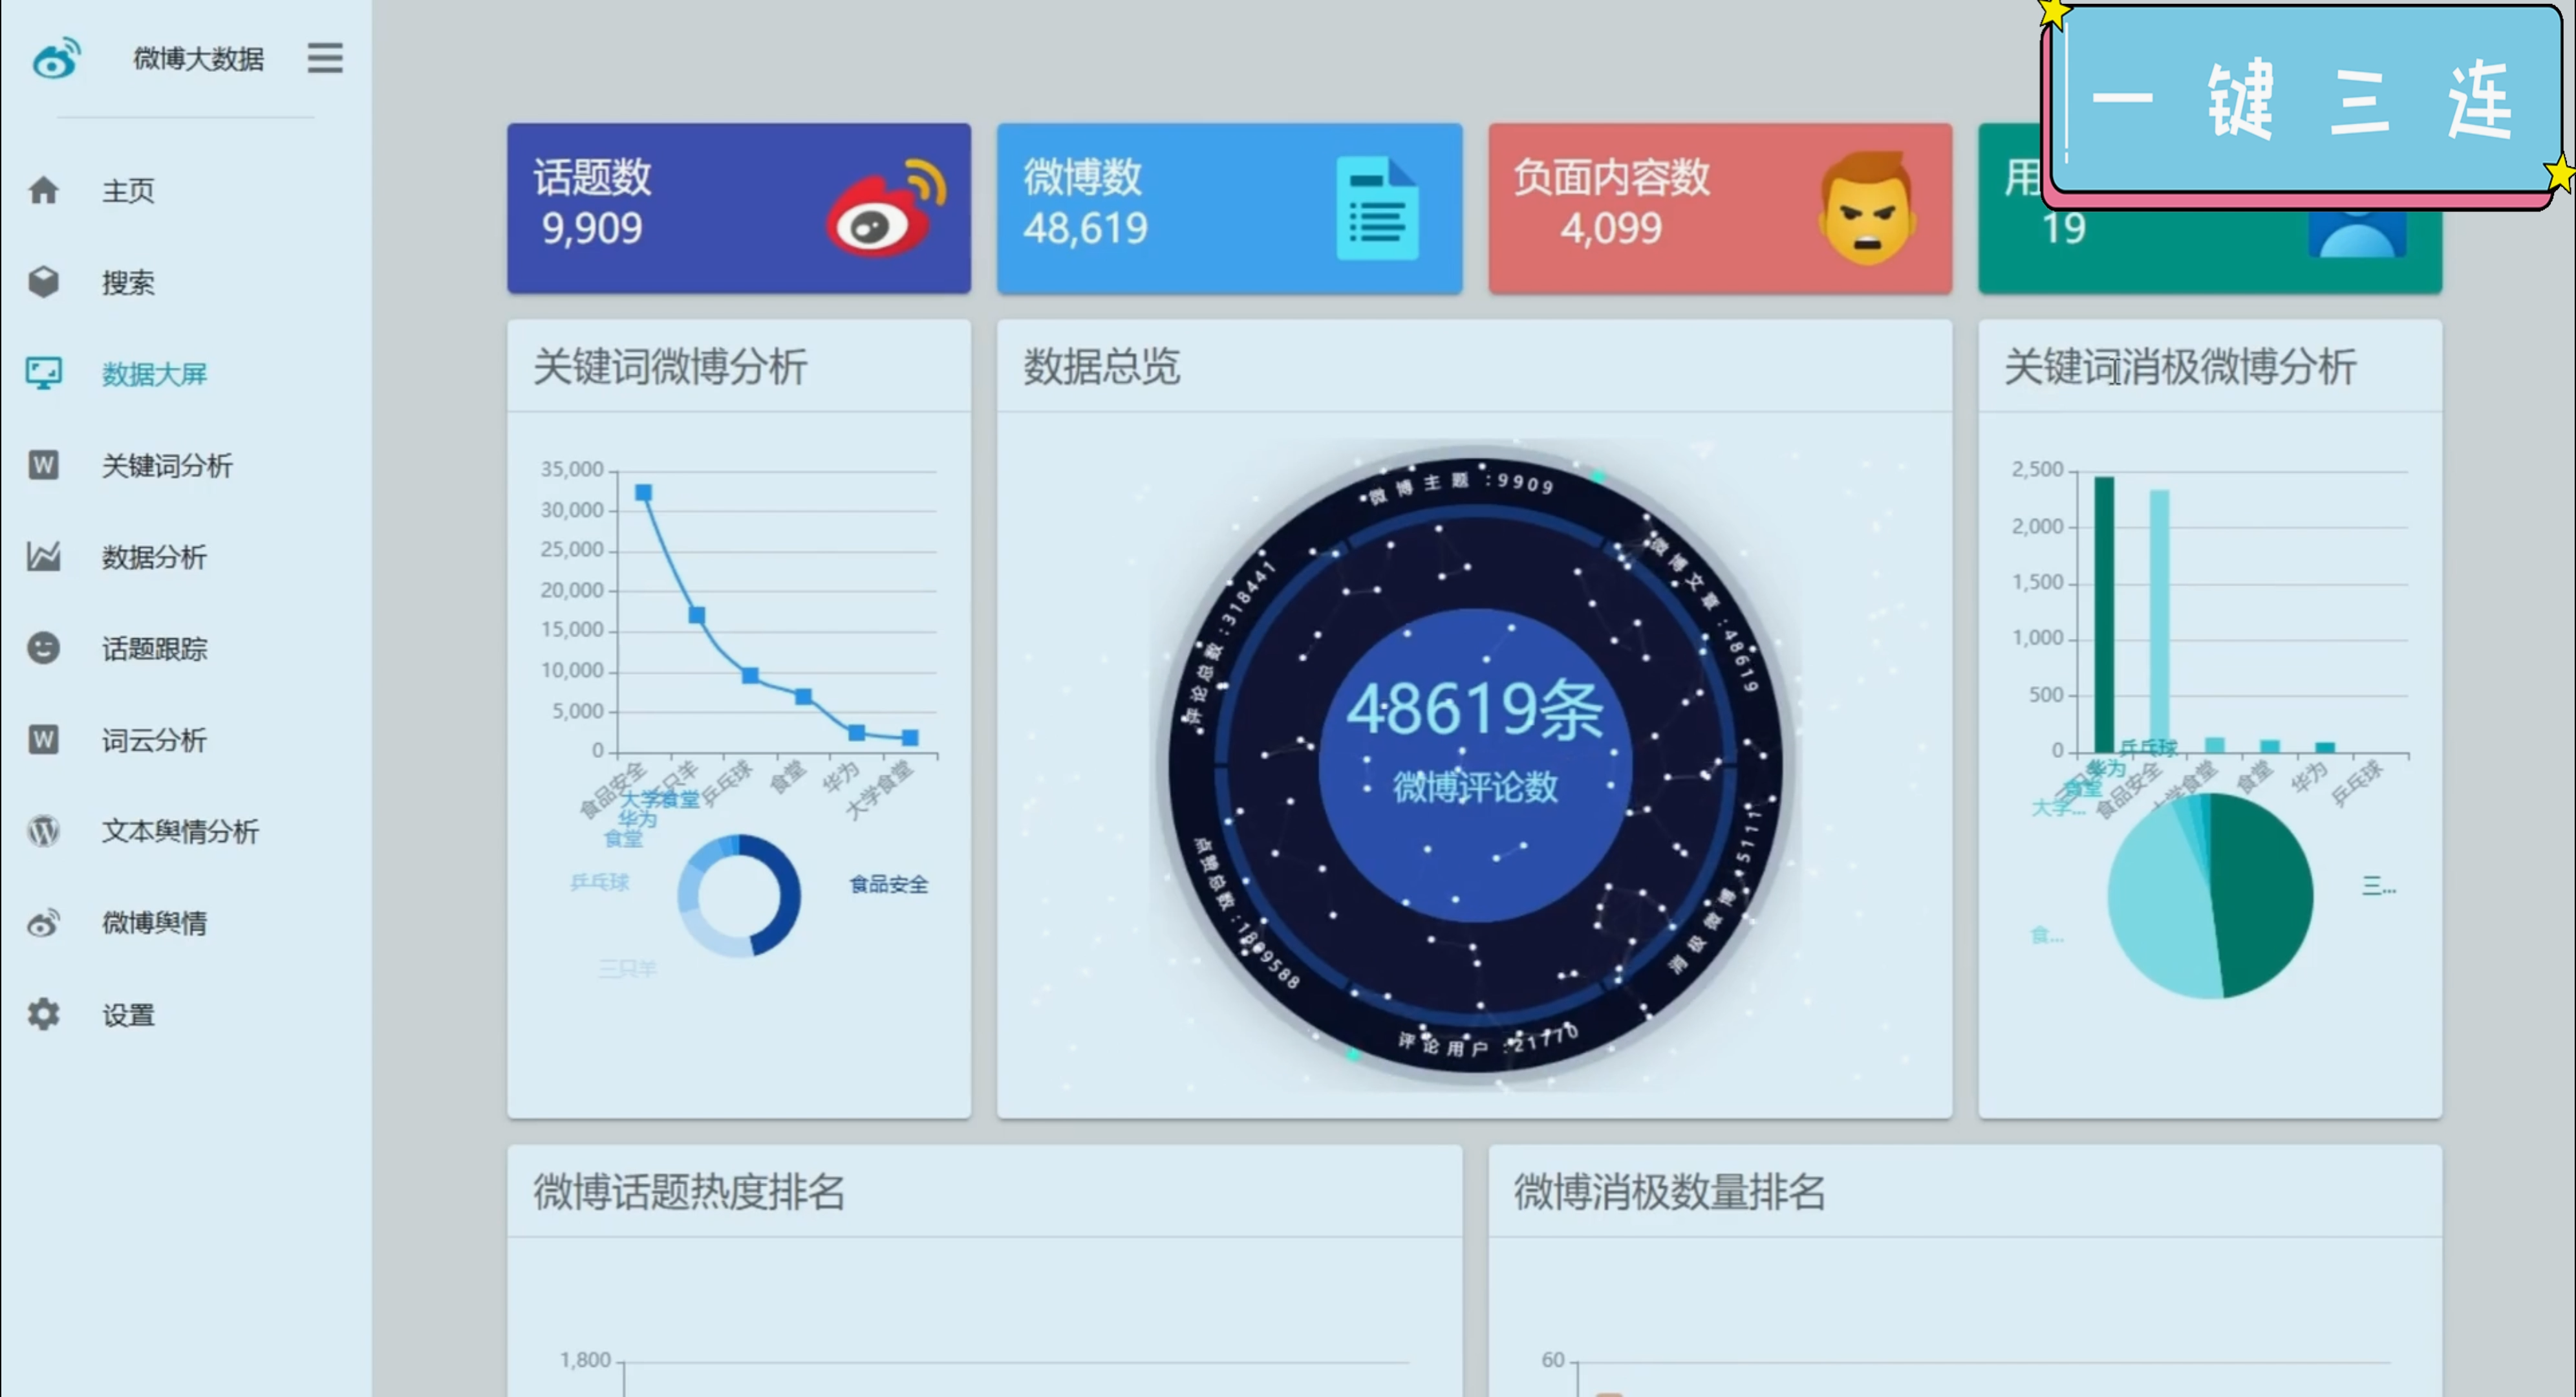 微博大数据
主页
搜索
数据大屏
W 关键词分析
数据分析
话题跟踪
W 词云分析
文本舆情分析
微博舆情
设置
一键三连
话题数
9,909
微博数
48,619
负面内容数
4,099
用
19
关键词微博分析
35,000
30,000
25,000
20,000
15,000
10,000
5,000
0
食品安全
三只羊
乒乓球
食堂
华为
大学食堂
大学食堂
华为
食堂
乒乓球
三只羊
食品安全
数据总览
微博主题:9909
微博文章:48619
评论用户:21770
点赞总数:1899588
评论总数:318441
48619条
微博评论数
关键词消极微博分析
2,500
2,000
1,500
1,000
500
0
三只羊
食品安全
大学食堂
食堂
华为
乒乓球
乒乓球
华为
食堂
大学...
食...
三...
微博话题热度排名
1,800
微博消极数量排名
60